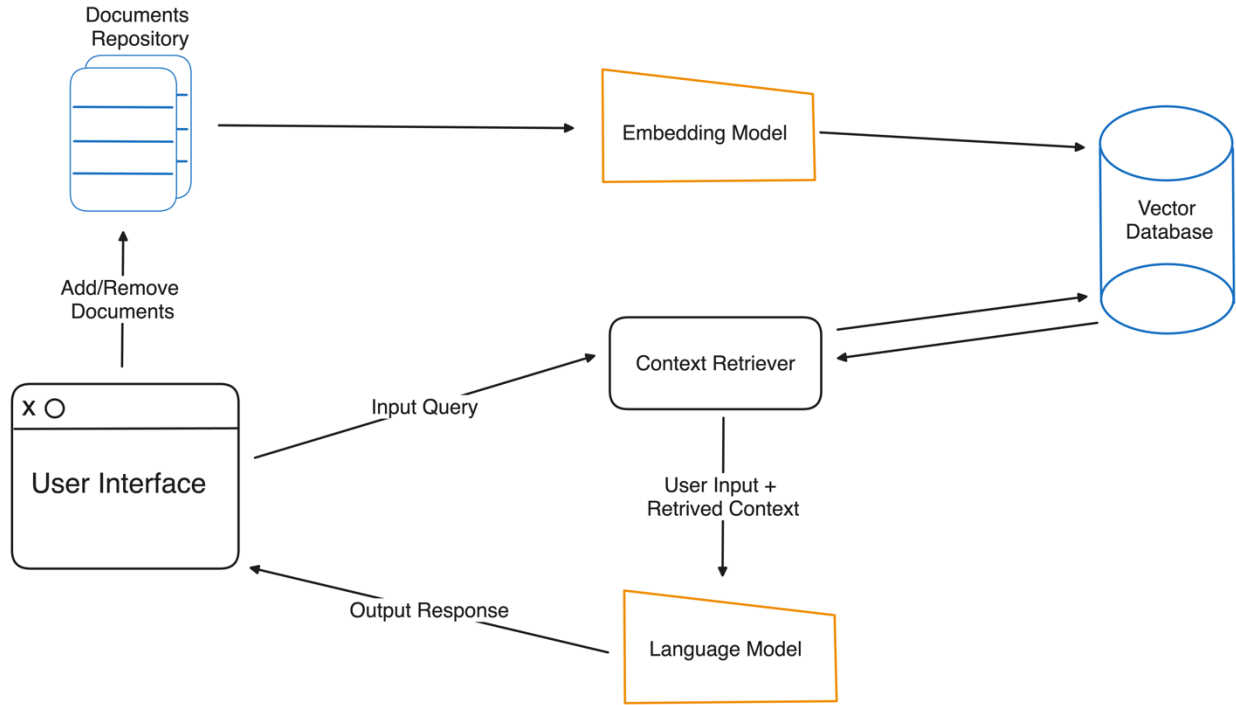 Documents
Repository
Embedding Model
Vector
Database
Add/Remove
Documents
Context Retriever
X
Input Query
User Interface
User Input +
Retrived Context
Output Response
Language Model